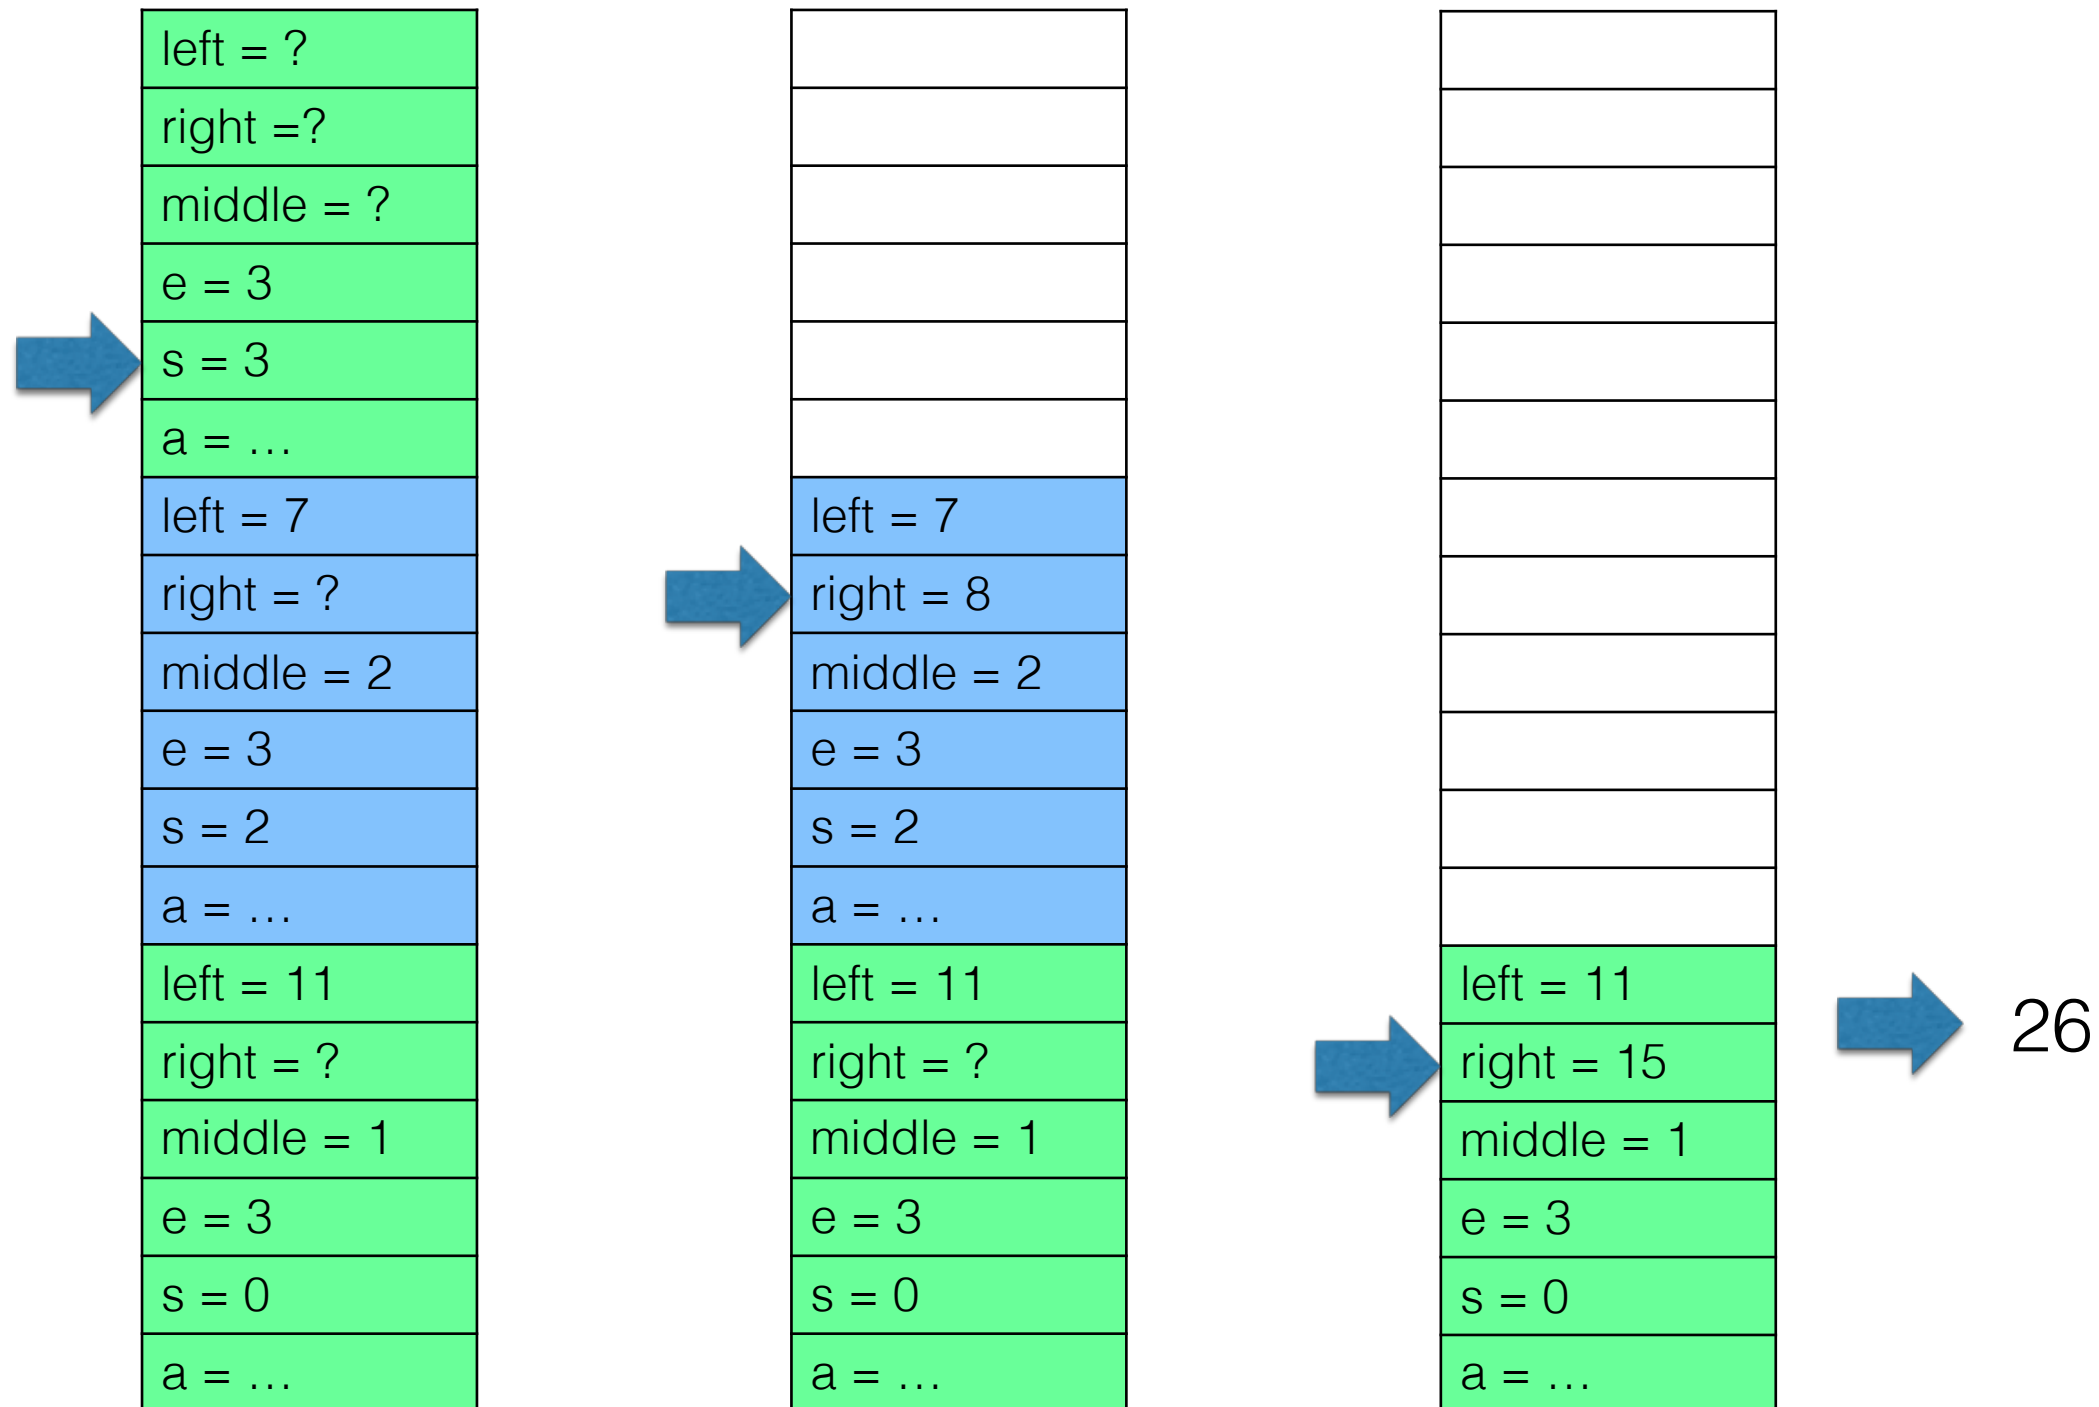 left = ?
right =?
middle = ?
e = 3
s = 3
a = …
left = 7
right = ?
middle = 2
e = 3
s = 2
a = …
left = 11
right = ?
middle = 1
e = 3
s = 0
a = …
left = 7
right = 8
middle = 2
e = 3
s = 2
a = …
left = 11
right = ?
middle = 1
e = 3
s = 0
a = …
left = 11
right = 15
middle = 1
e = 3
s = 0
a = …
26